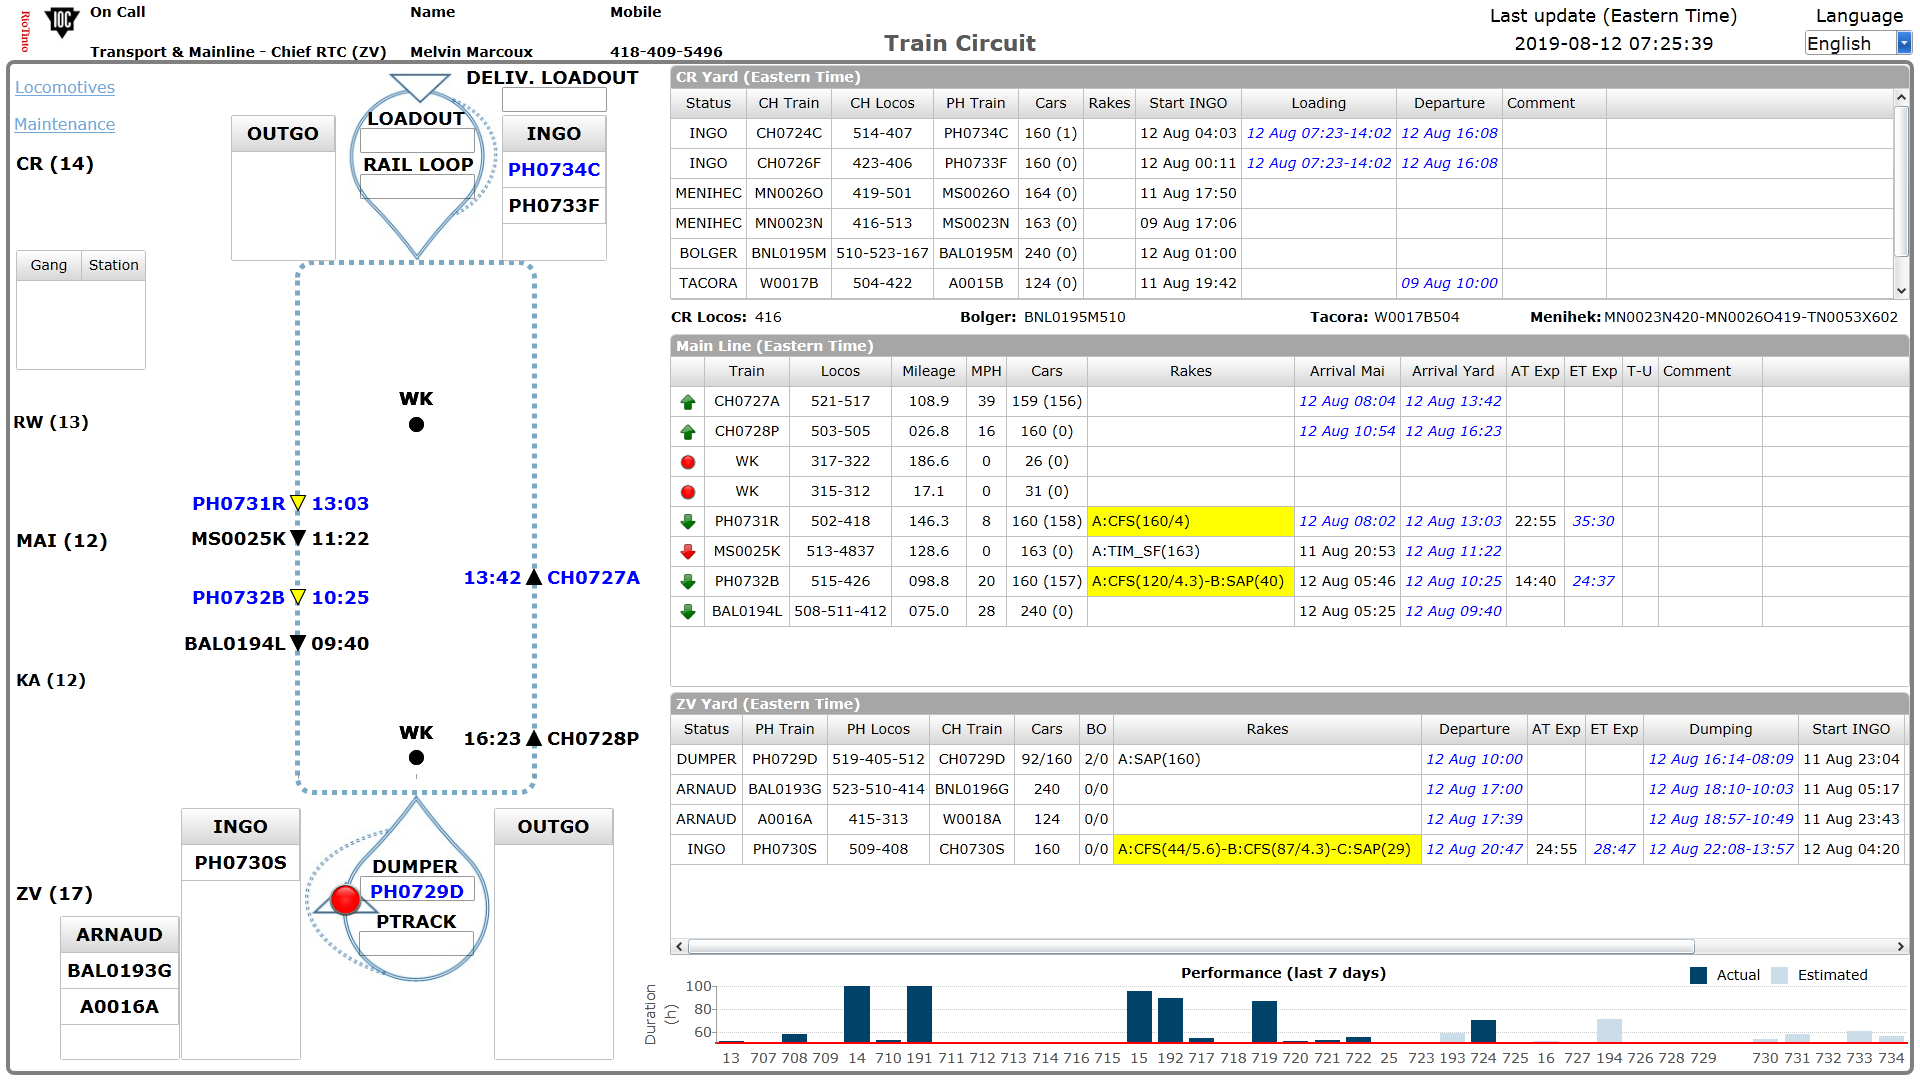 RioTinto
IOC
On Call Name Mobile
Transport & Mainline - Chief RTC (ZV) Melvin Marcoux 418-409-5496
Train Circuit
Last update (Eastern Time)
2019-08-12 07:25:39
Language
English
Locomotives
Maintenance
CR (14)
Gang Station
RW (13)
MAI (12)
KA (12)
ZV (17)
OUTGO
DELIV. LOADOUT
LOADOUT
RAIL LOOP
INGO
PH0734C
PH0733F
WK
PH0731R 13:03
MS0025K 11:22
13:42 CH0727A
PH0732B 10:25
BAL0194L 09:40
WK
16:23 CH0728P
INGO
PH0730S
OUTGO
DUMPER
PH0729D
PTRACK
ARNAUD
BAL0193G
A0016A
CR Yard (Eastern Time)
Status CH Train CH Locos PH Train Cars Rakes Start INGO Loading Departure Comment
INGO CH0724C 514-407 PH0734C 160 (1) 12 Aug 04:03 12 Aug 07:23-14:02 12 Aug 16:08
INGO CH0726F 423-406 PH0733F 160 (0) 12 Aug 00:11 12 Aug 07:23-14:02 12 Aug 16:08
MENIHEC MN0026O 419-501 MS0026O 164 (0) 11 Aug 17:50
MENIHEC MN0023N 416-513 MS0023N 163 (0) 09 Aug 17:06
BOLGER BNL0195M 510-523-167 BAL0195M 240 (0) 12 Aug 01:00
TACORA W0017B 504-422 A0015B 124 (0) 11 Aug 19:42 09 Aug 10:00
CR Locos: 416 Bolger: BNL0195M510 Tacora: W0017B504 Menihek: MN0023N420-MN0026O419-TN0053X602
Main Line (Eastern Time)
Train Locos Mileage MPH Cars Rakes Arrival Mai Arrival Yard AT Exp ET Exp T-U Comment
CH0727A 521-517 108.9 39 159 (156) 12 Aug 08:04 12 Aug 13:42
CH0728P 503-505 026.8 16 160 (0) 12 Aug 10:54 12 Aug 16:23
WK 317-322 186.6 0 26 (0)
WK 315-312 17.1 0 31 (0)
PH0731R 502-418 146.3 8 160 (158) A:CFS(160/4) 12 Aug 08:02 12 Aug 13:03 22:55 35:30
MS0025K 513-4837 128.6 0 163 (0) A:TIM_SF(163) 11 Aug 20:53 12 Aug 11:22
PH0732B 515-426 098.8 20 160 (157) A:CFS(120/4.3)-B:SAP(40) 12 Aug 05:46 12 Aug 10:25 14:40 24:37
BAL0194L 508-511-412 075.0 28 240 (0) 12 Aug 05:25 12 Aug 09:40
ZV Yard (Eastern Time)
Status PH Train PH Locos CH Train Cars BO Rakes Departure AT Exp ET Exp Dumping Start INGO
DUMPER PH0729D 519-405-512 CH0729D 92/160 2/0 A:SAP(160) 12 Aug 10:00 12 Aug 16:14-08:09 11 Aug 23:04
ARNAUD BAL0193G 523-510-414 BNL0196G 240 0/0 12 Aug 17:00 12 Aug 18:10-10:03 11 Aug 05:17
ARNAUD A0016A 415-313 W0018A 124 0/0 12 Aug 17:39 12 Aug 18:57-10:49 11 Aug 23:43
INGO PH0730S 509-408 CH0730S 160 0/0 A:CFS(44/5.6)-B:CFS(87/4.3)-C:SAP(29) 12 Aug 20:47 24:55 28:47 12 Aug 22:08-13:57 12 Aug 04:20
Performance (last 7 days)
Actual Estimated
Duration (h)
100
80
60
13 707 708 709 14 710 191 711 712 713 714 716 715 15 192 717 718 719 720 721 722 25 723 193 724 725 16 727 194 726 728 729 730 731 732 733 734